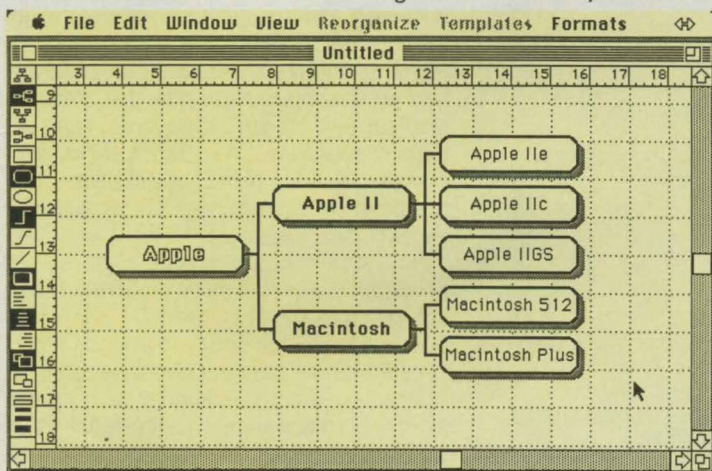 File Edit Window View Reorganize Templates Formats
Untitled
3 4 5 6 7 8 9 10 11 12 13 14 15 16 17 18
9
10
11
12
13
14
15
16
17
18
Apple
Apple II
Macintosh
Apple IIe
Apple IIc
Apple IIGS
Macintosh 512
Macintosh Plus